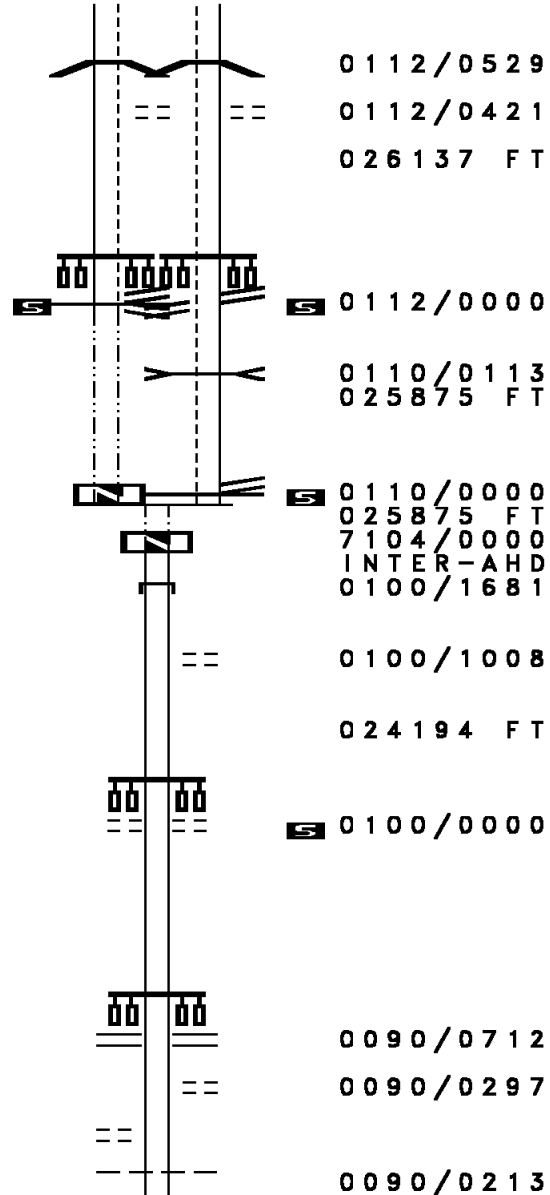 0112/0529
0112/0421
026137 FT
S S 0112/0000
0110/0113
025875 FT
N S 0110/0000
025875 FT
N 7104/0000
INTER-AHD
0100/1681
0100/1008
024194 FT
S 0100/0000
0090/0712
0090/0297
0090/0213